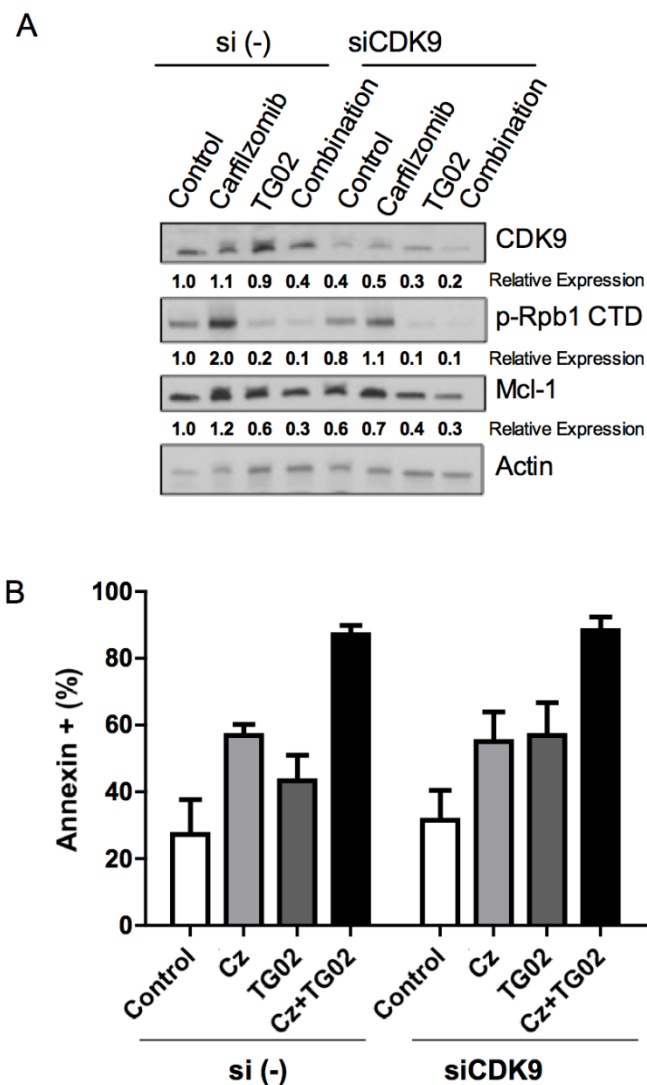 A
si (-) siCDK9
Control Carfilzomib TG02 Combination Control Carfilzomib TG02 Combination
CDK9
1.0 1.1 0.9 0.4 0.4 0.5 0.3 0.2 Relative Expression
p-Rpb1 CTD
1.0 2.0 0.2 0.1 0.8 1.1 0.1 0.1 Relative Expression
Mcl-1
1.0 1.2 0.6 0.3 0.6 0.7 0.4 0.3 Relative Expression
Actin
B
Annexin + (%)
100
80
60
40
20
0
Control Cz TG02 Cz+TG02 Control Cz TG02 Cz+TG02
si (-) siCDK9